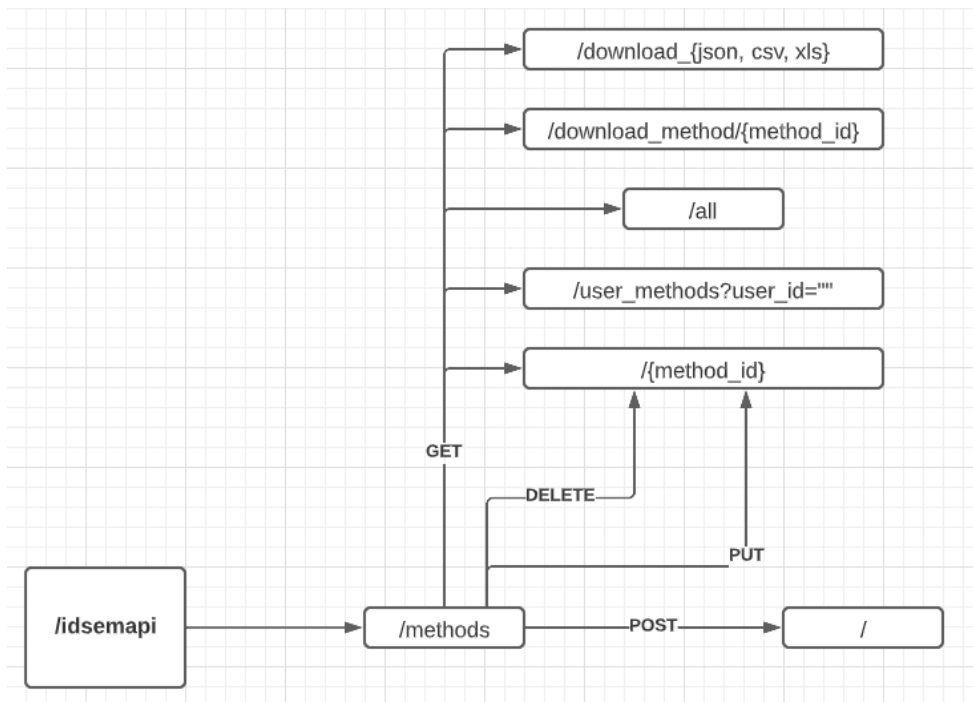 /download_{json, csv, xls}
/download_method/{method_id}
/all
/user_methods?user_id=""
/{method_id}
GET
DELETE
PUT
/idsemapi
/methods
POST
/